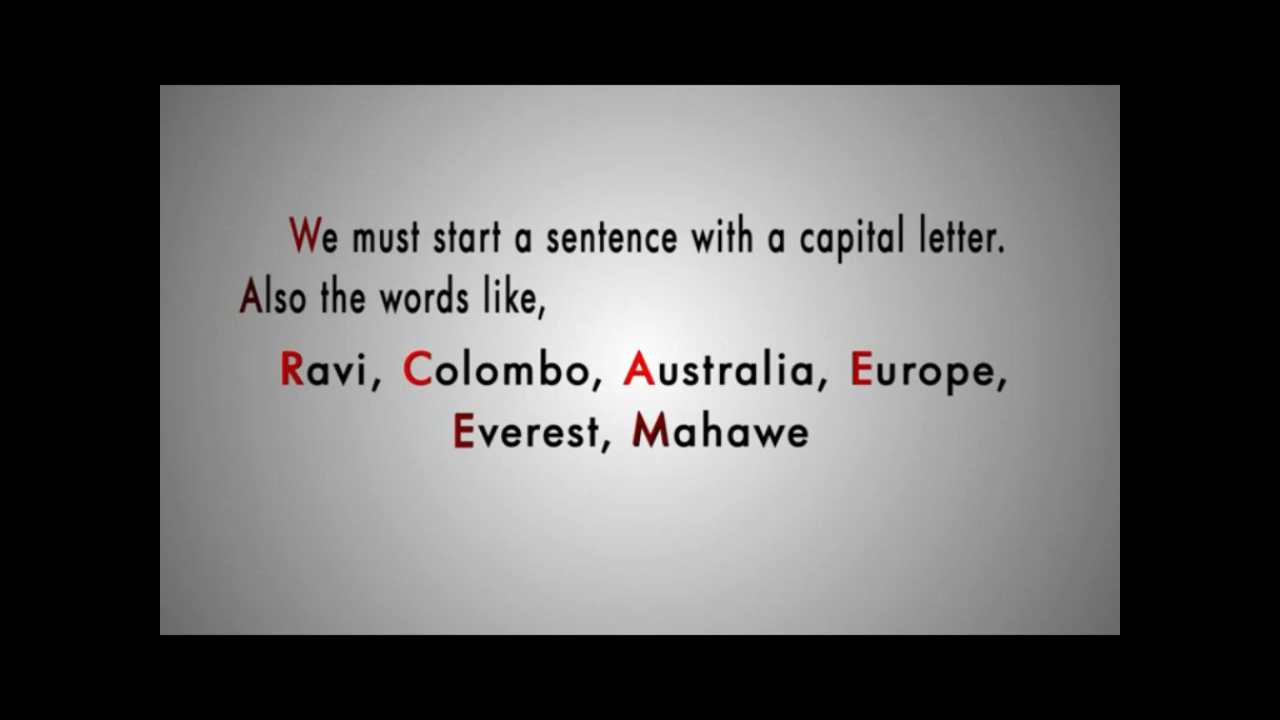 We must start a sentence with a capital letter.
Also the words like,
Ravi, Colombo, Australia, Europe,
Everest, Mahawe